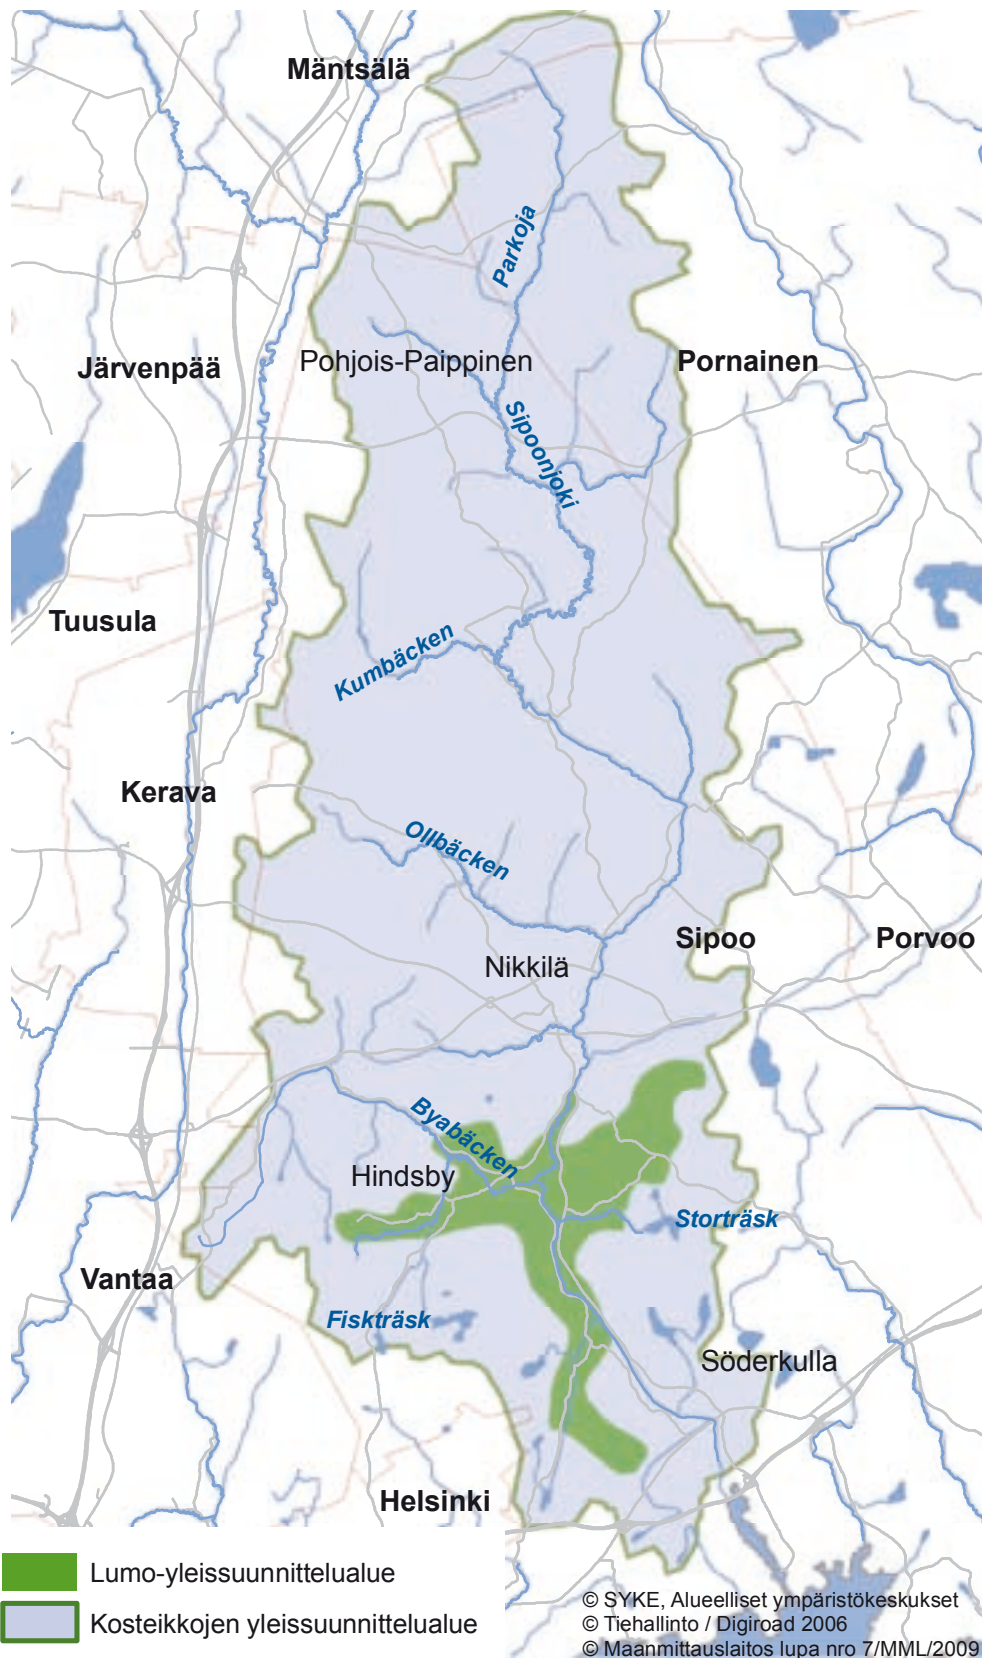 Mäntsälä
Parkoja
Järvenpää
Pohjois-Paippinen
Pornainen
Sipoonjoki
Tuusula
Kumbäcken
Kerava
Ollbäcken
Sipoo
Porvoo
Nikkilä
Byabäcken
Hindsby
Storträsk
Vantaa
Fiskträsk
Söderkulla
Helsinki
Lumo-yleissuunnittelualue
Kosteikkojen yleissuunnittelualue
© SYKE, Alueelliset ympäristökeskukset
© Tiehallinto / Digiroad 2006
© Maanmittauslaitos lupa nro 7/MML/2009